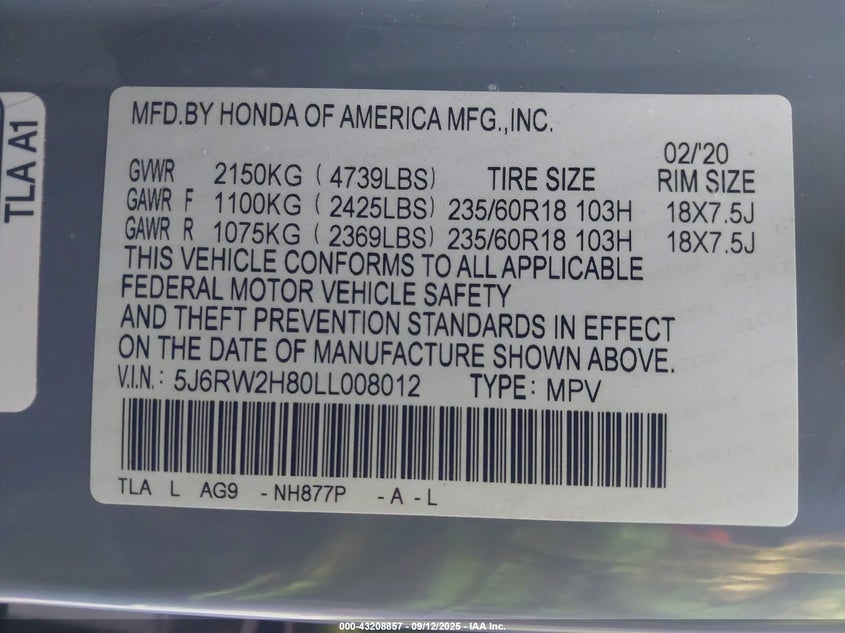 TLA A1
MFD.BY HONDA OF AMERICA MFG.,INC.
02/'20
GVWR 2150KG (4739LBS) TIRE SIZE RIM SIZE
GAWR F 1100KG (2425LBS) 235/60R18 103H 18X7.5J
GAWR R 1075KG (2369LBS) 235/60R18 103H 18X7.5J
THIS VEHICLE CONFORMS TO ALL APPLICABLE
FEDERAL MOTOR VEHICLE SAFETY
AND THEFT PREVENTION STANDARDS IN EFFECT
ON THE DATE OF MANUFACTURE SHOWN ABOVE.
V.I.N.: 5J6RW2H80LL008012 TYPE: MPV
TLA L AG9 -NH877P -A -L
000-43208857 - 09/12/2025 - IAA Inc.